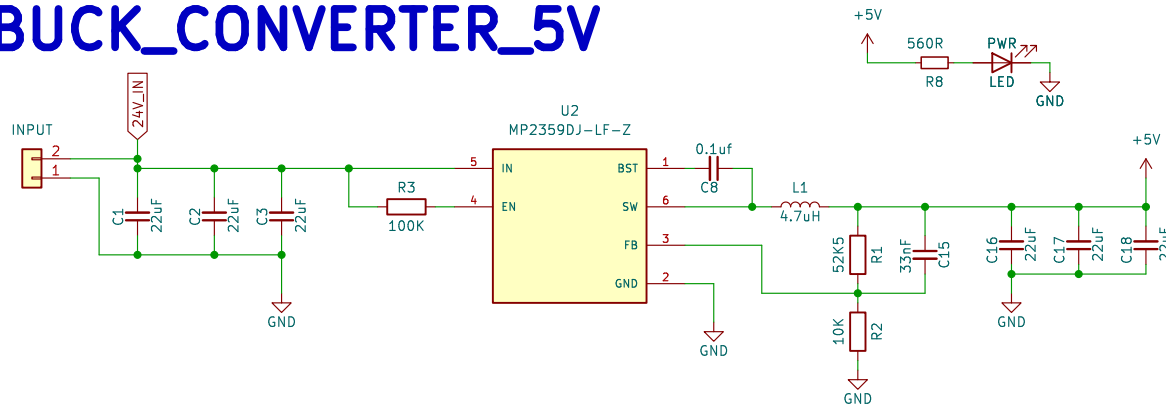 BUCK_CONVERTER_5V
+5V
560R
R8
PWR
LED
GND
24V_IN
INPUT
2
1
C1
22uF
C2
22uF
C3
22uF
GND
R3
100K
U2
MP2359DJ-LF-Z
5
IN
4
EN
BST
1
SW
6
FB
3
GND
2
0.1uf
C8
GND
L1
4.7uH
52K5
R1
33nF
C15
10K
R2
GND
C16
22uF
C17
22uF
C18
GND
+5V